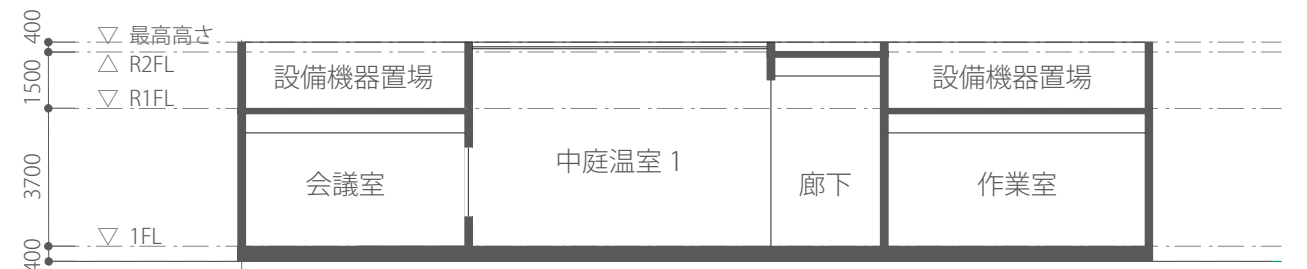 400
▽ 最高高さ
△ R2FL
1500
▽ R1FL
3700
▽ 1FL
400
設備機器置場
設備機器置場
会議室
中庭温室 1
廊下
作業室